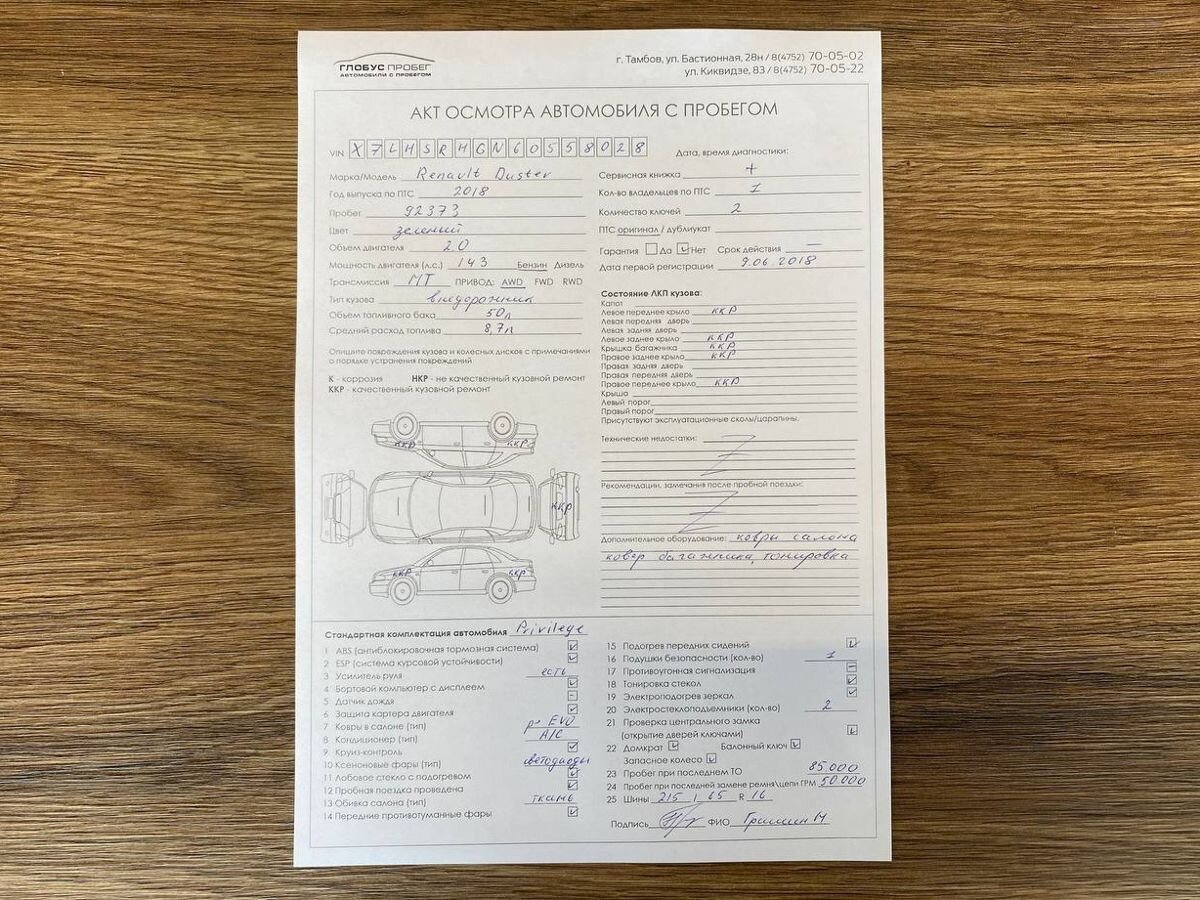 ГЛОБУС ПРОБЕГ
АВТОМОБИЛИ С ПРОБЕГОМ
г. Тамбов, ул. Бастионная, 28н / 8(4752) 70-05-02
ул. Киквидзе, 83 / 8(4752) 70-05-22
АКТ ОСМОТРА АВТОМОБИЛЯ С ПРОБЕГОМ
VIN X7LHSRHGN60558028
Марка/Модель Renault Duster
Год выпуска по ПТС 2018
Пробег 92373
Цвет зеленый
Объем двигателя 2.0
Мощность двигателя (л.с.) 143 Бензин Дизель
Трансмиссия МТ ПРИВОД: AWD FWD RWD
Тип кузова внедорожник
Объем топливного бака 50л
Средний расход топлива 8,7л
Опишите повреждения кузова и колесных дисков с примечаниями
о порядке устранения повреждений
К - коррозия НКР - не качественный кузовной ремонт
ККР - качественный кузовной ремонт
ККР ККР
ККР
ККР ККР
Дата, время диагностики:
Сервисная книжка +
Кол-во владельцев по ПТС 1
Количество ключей 2
ПТС оригинал / дубликат
Гарантия Да Нет Срок действия —
Дата первой регистрации 9.06.2018
Состояние ЛКП кузова:
Капот
Левое переднее крыло ККР
Левая передняя дверь
Левая задняя дверь
Левое заднее крыло ККР
Крышка багажника ККР
Правое заднее крыло ККР
Правая задняя дверь
Правая передняя дверь
Правое переднее крыло ККР
Крыша
Левый порог
Правый порог
Присутствуют эксплуатационные сколы/царапины.
Технические недостатки:
Рекомендации, замечания после пробной поездки:
Дополнительное оборудование: ковры салона
ковер багажника, тонировка
Стандартная комплектация автомобиля Privilege
1 ABS (антиблокировочная тормозная система)
2 ESP (система курсовой устойчивости)
3 Усилитель руля есть
4 Бортовой компьютер с дисплеем
5 Датчик дождя
6 Защита картера двигателя
7 Ковры в салоне (тип) EVO
8 Кондиционер (тип) A/C
9 Круиз-контроль
10 Ксеноновые фары (тип) светодиоды
11 Лобовое стекло с подогревом
12 Пробная поездка проведена
13 Обивка салона (тип) ткань
14 Передние противотуманные фары
15 Подогрев передних сидений
16 Подушки безопасности (кол-во) 1
17 Противоугонная сигнализация
18 Тонировка стекол
19 Электроподогрев зеркал
20 Электростеклоподъемники (кол-во) 2
21 Проверка центрального замка
(открытие дверей ключами)
22 Домкрат Балонный ключ
Запасное колесо
23 Пробег при последнем ТО 85.000
24 Пробег при последней замене ремня\цепи ГРМ 50.000
25 Шины 215 / 65 R 16
Подпись ФИО